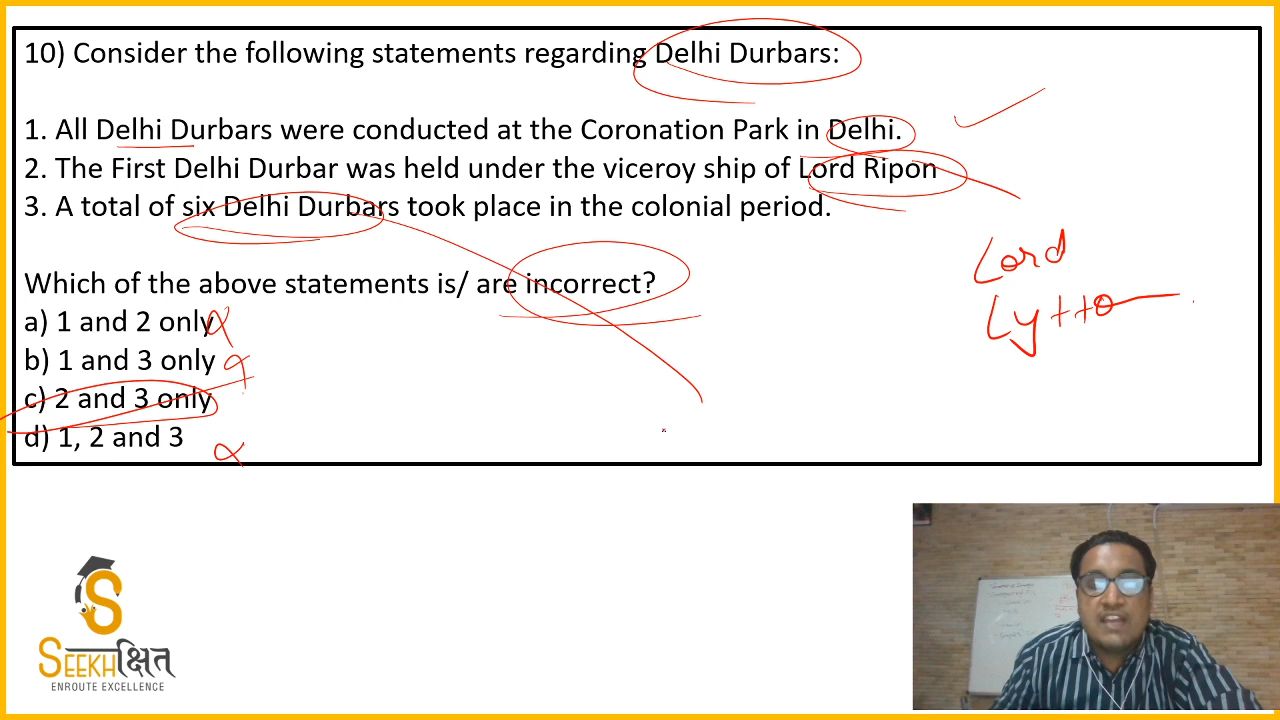 10) Consider the following statements regarding Delhi Durbars:
1. All Delhi Durbars were conducted at the Coronation Park in Delhi.
2. The First Delhi Durbar was held under the viceroy ship of Lord Ripon
3. A total of six Delhi Durbars took place in the colonial period.
Which of the above statements is/ are incorrect?
a) 1 and 2 only
b) 1 and 3 only
c) 2 and 3 only
d) 1, 2 and 3
Lord
Lytto
SEEKHक्षित
ENROUTE EXCELLENCE